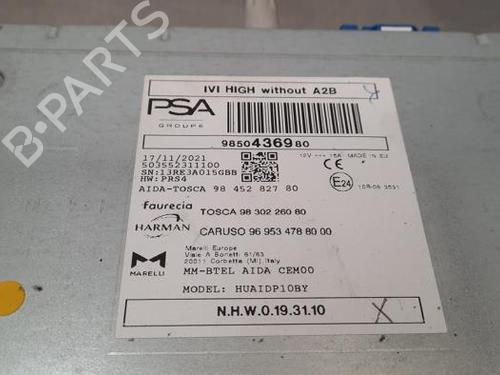 IVI HIGH without A2B
PSA
GROUPE
9850436980
17/11/2021
503552311100
SN:13RE3A015GBB
HW:PRS4
12V 15A MADE IN EU
E24
AIDA-TOSCA 98 452 827 80
faurecia
TOSCA 98 302 260 80
HARMAN
CARUSO 96 953 478 80 00
Marelli Europe
Viale A Borletti 61/63
20011 Corbetta (MI) Italy
MARELLI
MM-BTEL AIDA CEM00
MODEL: HUAIDP10BY
N.H.W.0.19.31.10
B-PARTS